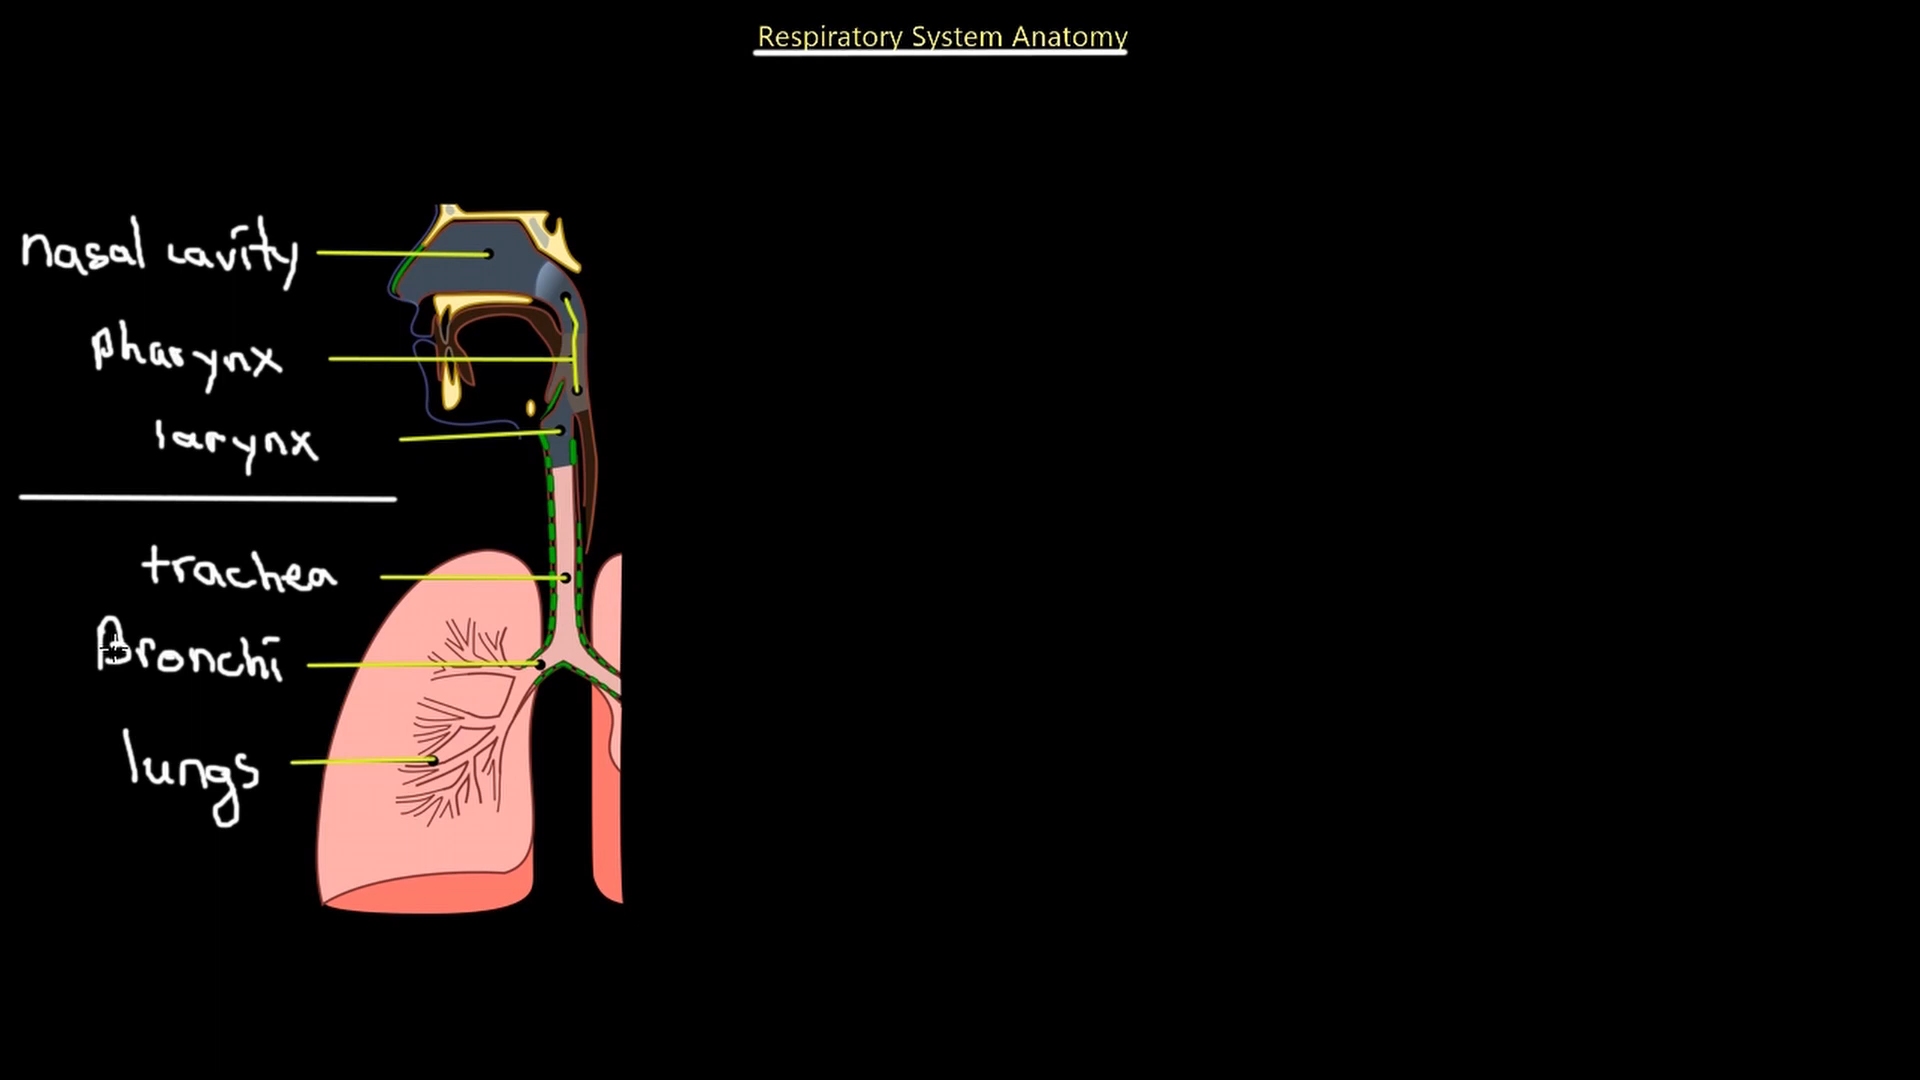 Respiratory System Anatomy
nasal cavity
pharynx
larynx
trachea
Bronchi
lungs